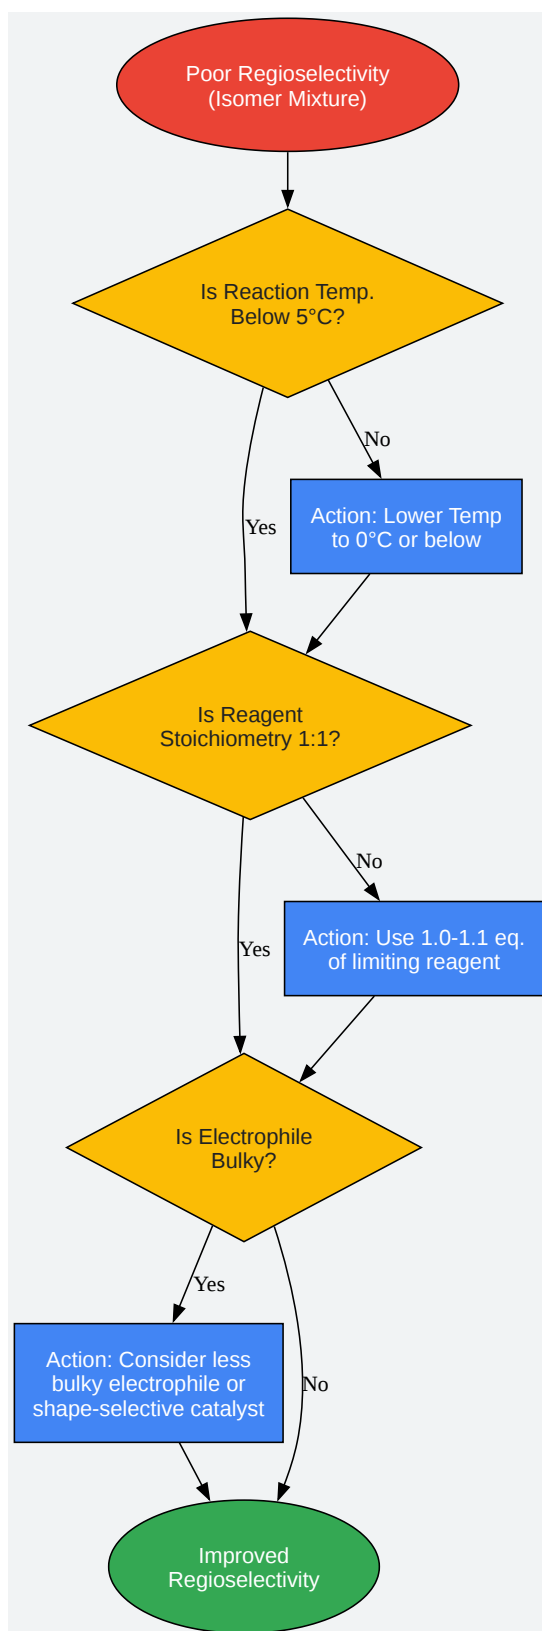 Poor Regioselectivity
(Isomer Mixture)
Is Reaction Temp.
Below 5°C?
No
Action: Lower Temp
to 0°C or below
Yes
Is Reagent
Stoichiometry 1:1?
No
Action: Use 1.0-1.1 eq.
of limiting reagent
Yes
Is Electrophile
Bulky?
Yes
Action: Consider less
bulky electrophile or
shape-selective catalyst
No
Improved
Regioselectivity